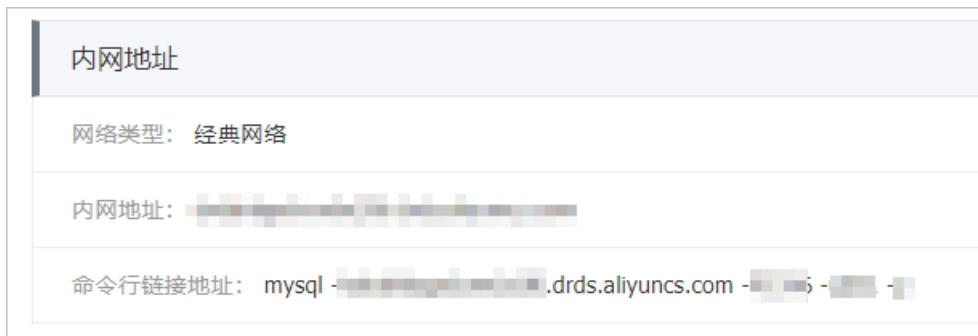 内网地址
网络类型： 经典网络
内网地址：
命令行链接地址： mysql - .drds.aliyuncs.com - - -